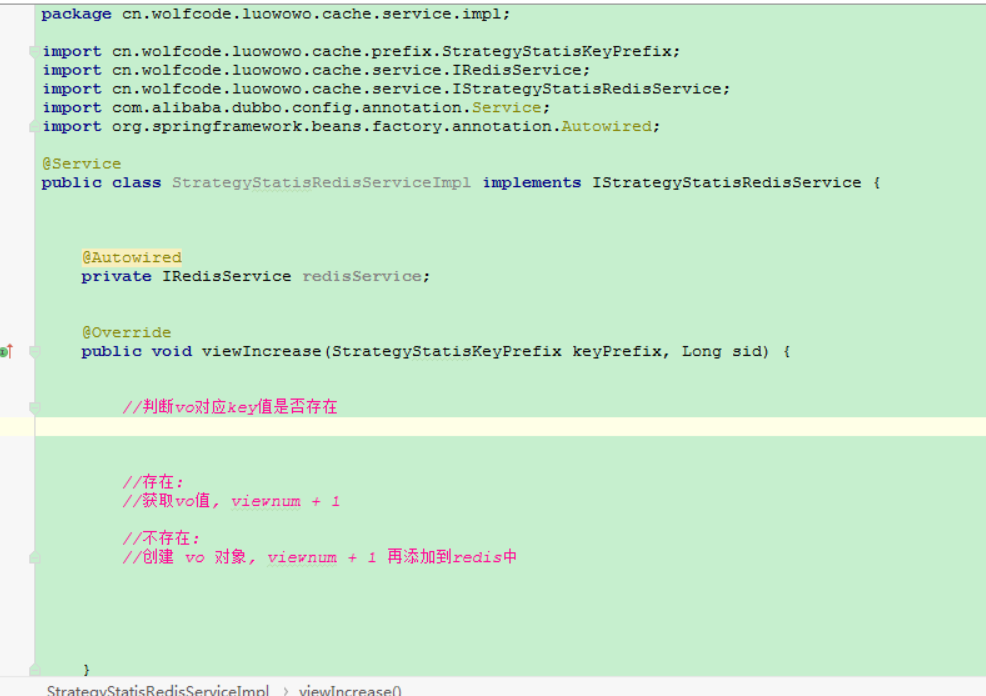 package cn.wolfcode.luowowo.cache.service.impl;
import cn.wolfcode.luowowo.cache.prefix.StrategyStatisKeyPrefix;
import cn.wolfcode.luowowo.cache.service.IRedisService;
import cn.wolfcode.luowowo.cache.service.IStrategyStatisRedisService;
import com.alibaba.dubbo.config.annotation.Service;
import org.springframework.beans.factory.annotation.Autowired;
@Service
public class StrategyStatisRedisServiceImpl implements IStrategyStatisRedisService {
@Autowired
private IRedisService redisService;
@Override
public void viewIncrease(StrategyStatisKeyPrefix keyPrefix, Long sid) {
//判断vo对应key值是否存在
//存在:
//获取vo值, viewnum + 1
//不存在:
//创建 vo 对象, viewnum + 1 再添加到redis中
}
StrategyStatisRedisServiceImpl › viewIncrease()